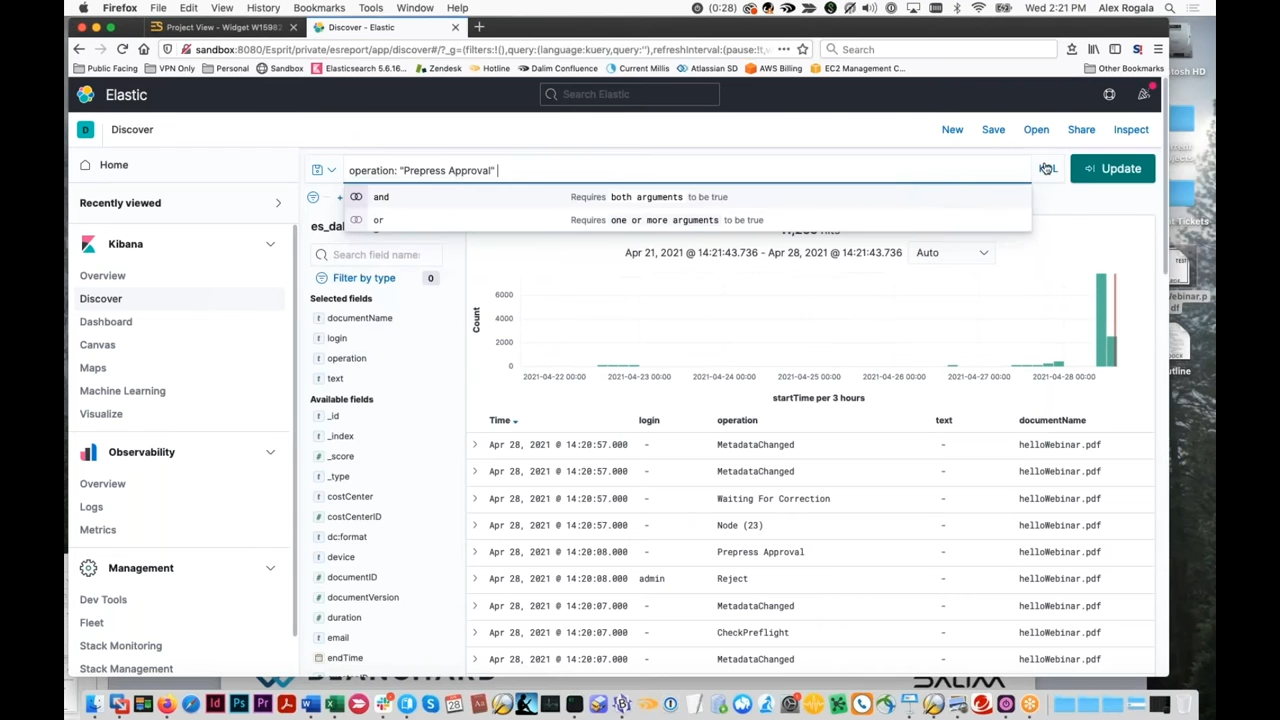 Firefox File Edit View History Bookmarks Tools Window Help (0:28) Wed 2:21 PM Alex Rogala
Project View - Widget W15982
Discover - Elastic
sandbox:8080/Esprit/private/esreport/app/discover#/?_g=(filters:!(),query:(language:kuery,query:''),refreshInterval:(pause:!t,v
Search
Public Facing VPN Only Personal Sandbox Elasticsearch 5.6.16... Zendesk Hotline Dalim Confluence Current Millis Atlassian SD AWS Billing EC2 Management C... Other Bookmarks
Elastic
Search Elastic
D Discover
New Save Open Share Inspect
Home
Recently viewed
Kibana
Overview
Discover
Dashboard
Canvas
Maps
Machine Learning
Visualize
Observability
Overview
Logs
Metrics
Management
Dev Tools
Fleet
Stack Monitoring
Stack Management
operation: "Prepress Approval"
Update
and Requires both arguments to be true
or Requires one or more arguments to be true
Search field name:
Filter by type 0
Selected fields
t documentName
t login
t operation
t text
Available fields
t _id
t _index
# _score
t _type
t costCenter
# costCenterID
t dc:format
t device
# documentID
# documentVersion
# duration
t email
endTime
hits
Apr 21, 2021 @ 14:21:43.736 - Apr 28, 2021 @ 14:21:43.736 Auto
Count
6000
4000
2000
0
2021-04-22 00:00 2021-04-23 00:00 2021-04-24 00:00 2021-04-25 00:00 2021-04-26 00:00 2021-04-27 00:00 2021-04-28 00:00
startTime per 3 hours
Time login operation text documentName
Apr 28, 2021 @ 14:20:57.000 - MetadataChanged - helloWebinar.pdf
Apr 28, 2021 @ 14:20:57.000 - MetadataChanged - helloWebinar.pdf
Apr 28, 2021 @ 14:20:57.000 - Waiting For Correction - helloWebinar.pdf
Apr 28, 2021 @ 14:20:57.000 - Node (23) - helloWebinar.pdf
Apr 28, 2021 @ 14:20:08.000 - Prepress Approval - helloWebinar.pdf
Apr 28, 2021 @ 14:20:08.000 admin Reject - helloWebinar.pdf
Apr 28, 2021 @ 14:20:07.000 - MetadataChanged - helloWebinar.pdf
Apr 28, 2021 @ 14:20:07.000 - CheckPreflight - helloWebinar.pdf
Apr 28, 2021 @ 14:20:07.000 - MetadataChanged - helloWebinar.pdf